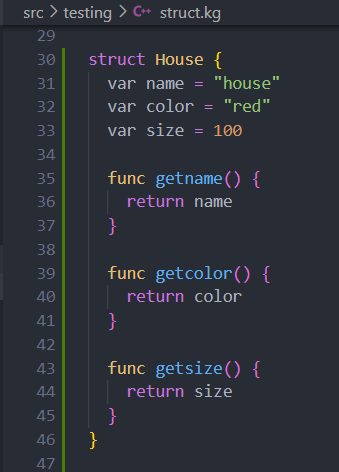 src > testing > C++ struct.kg
29
30 struct House {
31 var name = "house"
32 var color = "red"
33 var size = 100
34
35 func getname() {
36 return name
37 }
38
39 func getcolor() {
40 return color
41 }
42
43 func getsize() {
44 return size
45 }
46 }
47